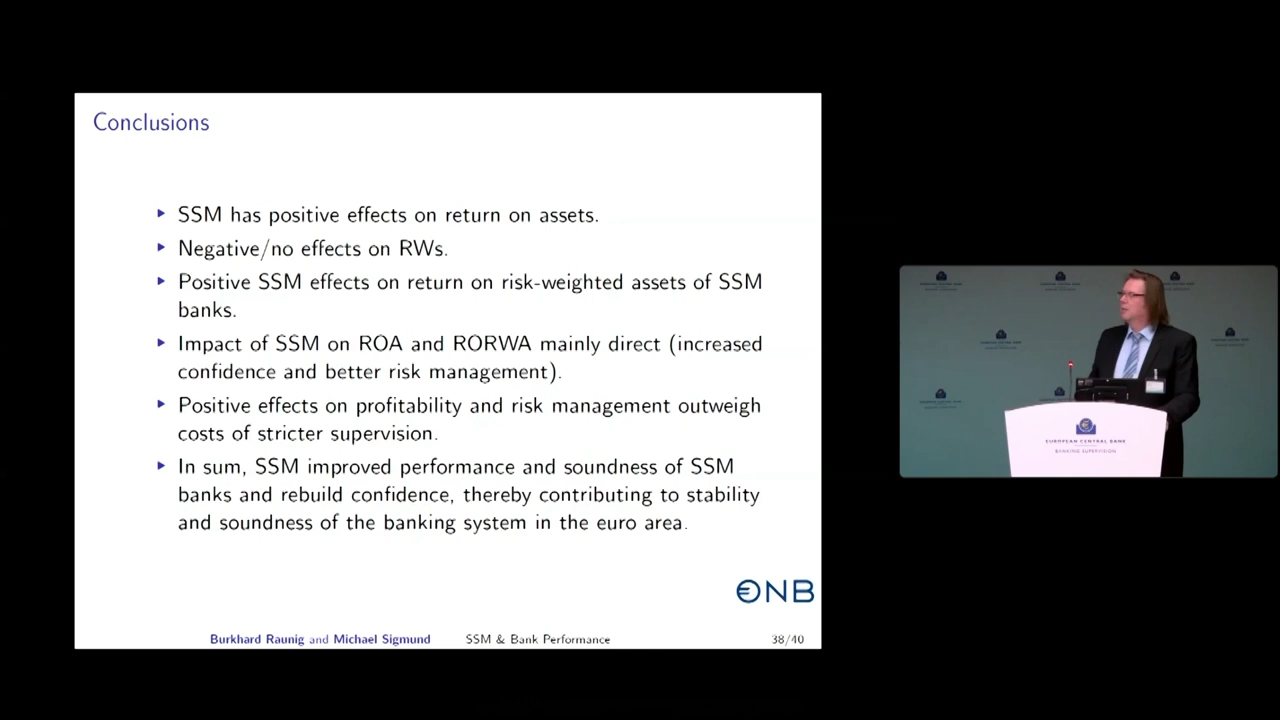 Conclusions
▶ SSM has positive effects on return on assets.
▶ Negative/no effects on RWs.
▶ Positive SSM effects on return on risk-weighted assets of SSM
banks.
▶ Impact of SSM on ROA and RORWA mainly direct (increased
confidence and better risk management).
▶ Positive effects on profitability and risk management outweigh
costs of stricter supervision.
▶ In sum, SSM improved performance and soundness of SSM
banks and rebuild confidence, thereby contributing to stability
and soundness of the banking system in the euro area.
€NB
Burkhard Raunig and Michael Sigmund SSM & Bank Performance 38/40
EUROPEAN CENTRAL BANK
BANKING SUPERVISION